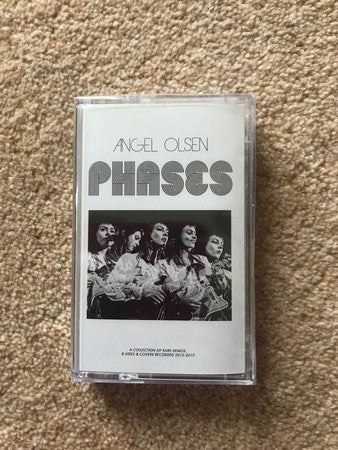 ANGEL OLSEN
PHASES
A COLLECTION OF RARE DEMOS,
B-SIDES & COVERS RECORDED 2012-2017